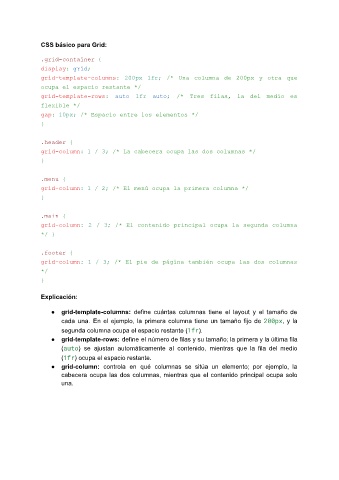 CSS básico para Grid:
.grid-container {
display: grid;
grid-template-columns: 200px 1fr; /* Una columna de 200px y otra que
ocupa el espacio restante */
grid-template-rows: auto 1fr auto; /* Tres filas, la del medio es
flexible */
gap: 10px; /* Espacio entre los elementos */
}
.header {
grid-column: 1 / 3; /* La cabecera ocupa las dos columnas */
}
.menu {
grid-column: 1 / 2; /* El menú ocupa la primera columna */
}
.main {
grid-column: 2 / 3; /* El contenido principal ocupa la segunda columna
*/ }
.footer {
grid-column: 1 / 3; /* El pie de página también ocupa las dos columnas
*/
}
Explicación:
● grid-template-columns: define cuántas columnas tiene el layout y el tamaño de
cada una. En el ejemplo, la primera columna tiene un tamaño fijo de 200px, y la
segunda columna ocupa el espacio restante (1fr).
● grid-template-rows: define el número de filas y su tamaño; la primera y la última fila
(auto) se ajustan automáticamente al contenido, mientras que la fila del medio
(1fr) ocupa el espacio restante.
● grid-column: controla en qué columnas se sitúa un elemento; por ejemplo, la
cabecera ocupa las dos columnas, mientras que el contenido principal ocupa solo
una.